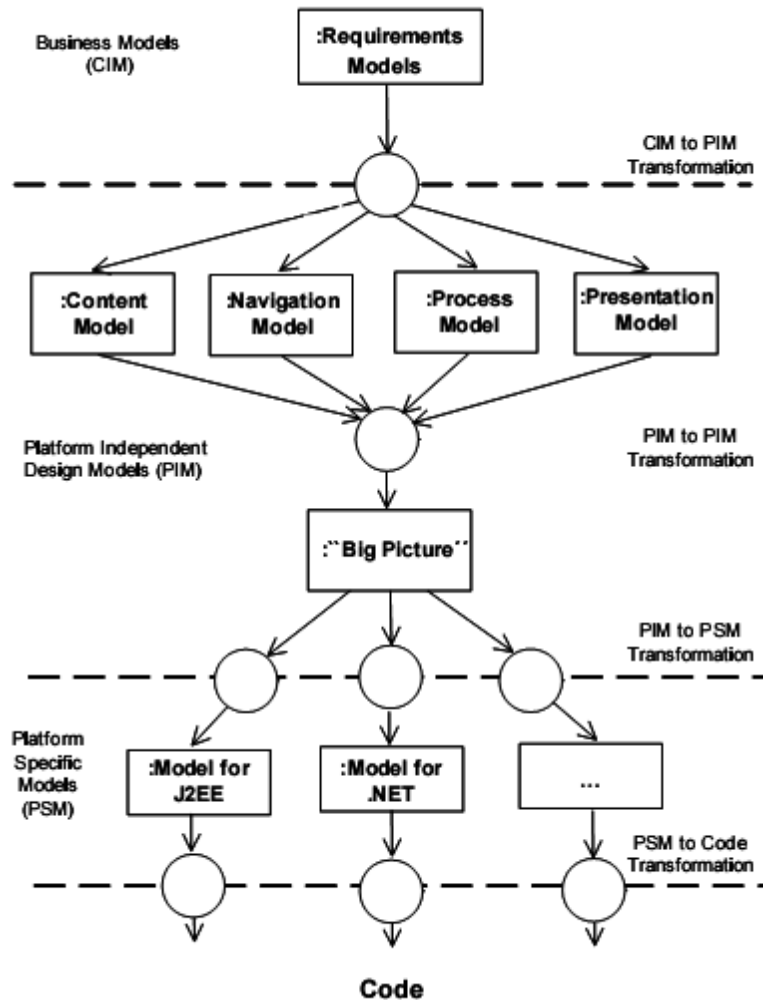 Business Models
(CIM)
:Requirements
Models
CIM to PIM
Transformation
:Content
Model
:Navigation
Model
:Process
Model
:Presentation
Model
Platform Independent
Design Models (PIM)
PIM to PIM
Transformation
:``Big Picture´´
PIM to PSM
Transformation
Platform
Specific
Models
(PSM)
:Model for
J2EE
:Model for
.NET
...
PSM to Code
Transformation
Code